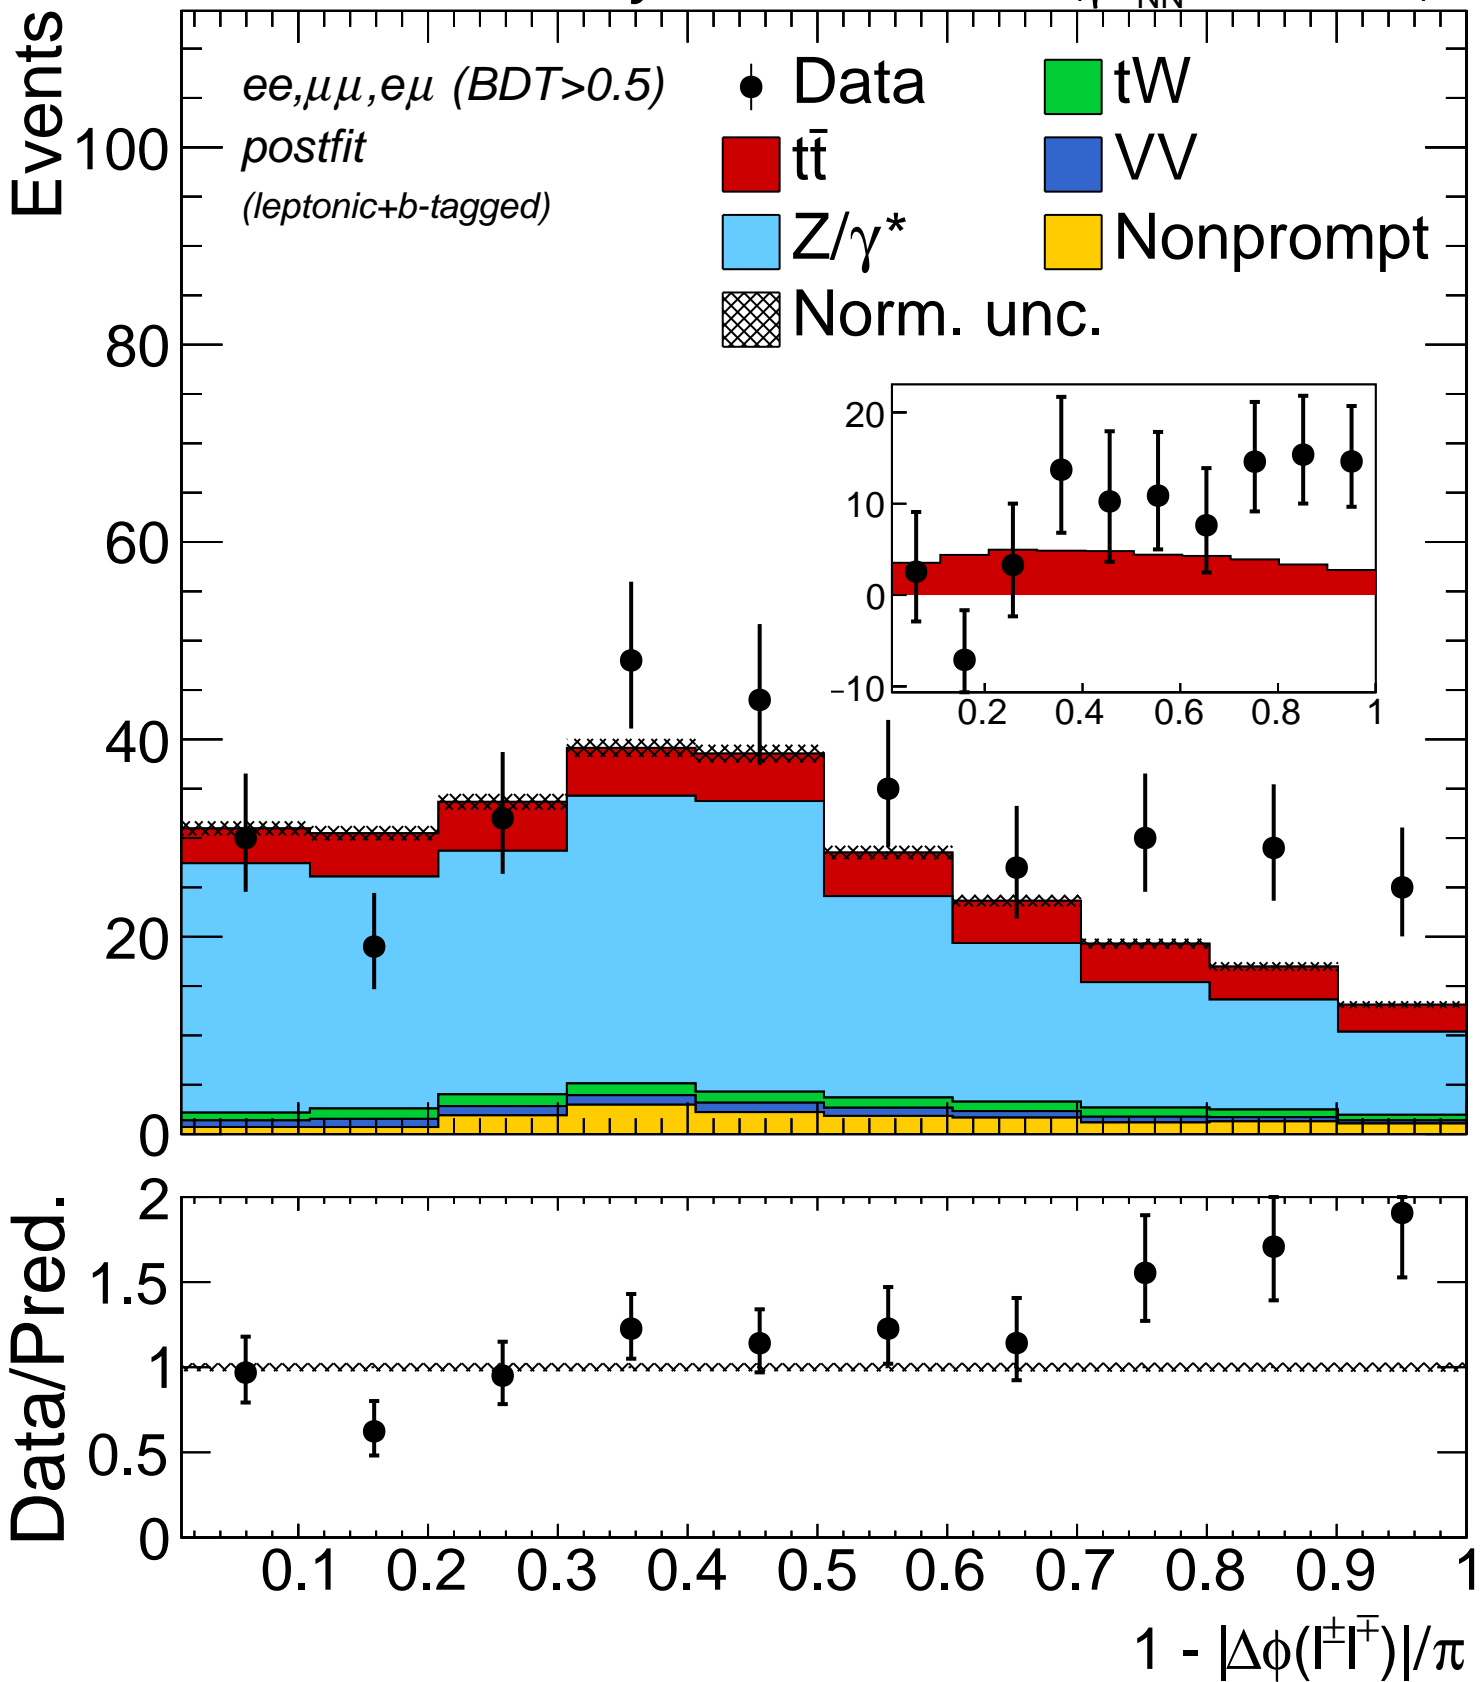 Events
ee,μμ,eμ (BDT>0.5)
postfit
(leptonic+b-tagged)
Data
tt̄
Z/γ*
Norm. unc.
tW
VV
Nonprompt
100
80
60
40
20
0
20
10
0
−10
0.2 0.4 0.6 0.8 1
Data/Pred.
2
1.5
1
0.5
0
0.1 0.2 0.3 0.4 0.5 0.6 0.7 0.8 0.9 1
1 - |Δϕ(l±l∓)|/π